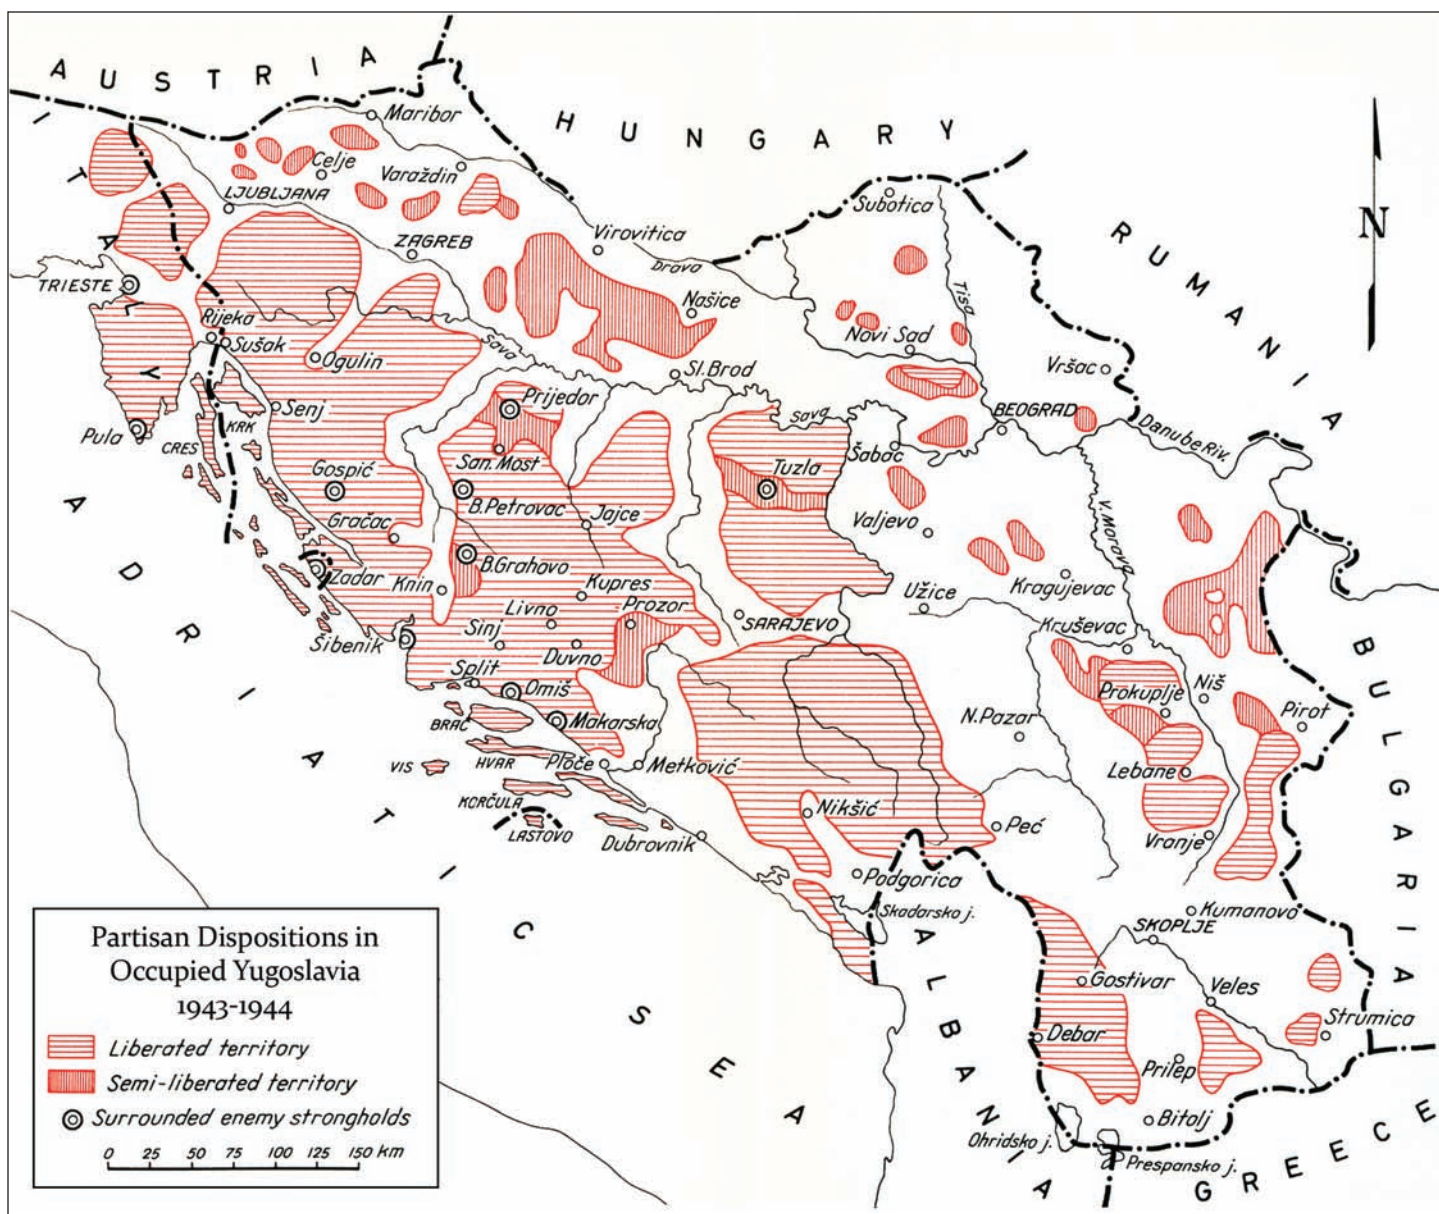 AUSTRIA
HUNGARY
RUMANIA
ITALY
BULGARIA
ALBANIA
GREECE
ADRIATIC SEA
N
Maribor
Celje
Varaždin
LJUBLJANA
ZAGREB
Virovitica
Drava
Subotica
Tisa
TRIESTE
Rijeka
Sušak
Ogulin
Sava
Našice
Novi Sad
Vršac
Sl. Brod
Prijedor
Sava
BEOGRAD
Danube Riv.
Senj
KRK
Pula
CRES
San. Most
Šabac
Tuzla
Gospić
B. Petrovac
Jajce
Valjevo
V. Morava
Gračac
B. Grahovo
Zadar
Knin
Kupres
Kragujevac
Užice
Livno
Prozor
SARAJEVO
Kruševac
Šibenik
Sinj
Duvno
Split
Omiš
Prokuplje
Niš
Pirot
Makarska
BRAČ
N. Pazar
HVAR
VIS
Ploče
Metković
Lebane
KORČULA
LASTOVO
Dubrovnik
Nikšić
Peć
Vranje
Podgorica
Skadarsko j.
Kumanovo
SKOPLJE
Gostivar
Veles
Strumica
Debar
Prilep
Bitolj
Ohridsko j.
Prespansko j.
Partisan Dispositions in
Occupied Yugoslavia
1943-1944
Liberated territory
Semi-liberated territory
Surrounded enemy strongholds
0 25 50 75 100 125 150 km